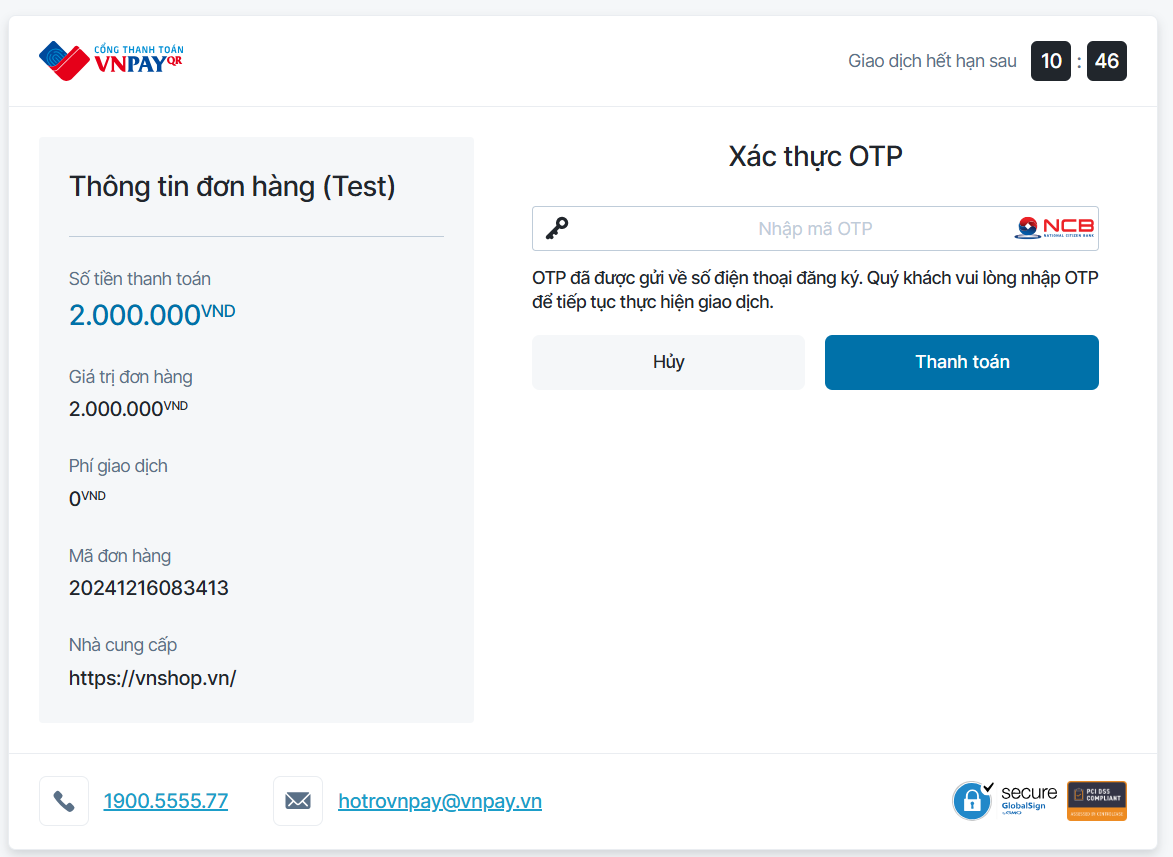 CỔNG THANH TOÁN
VNPAYQR
Giao dịch hết hạn sau 10 : 46
Thông tin đơn hàng (Test)
Số tiền thanh toán
2.000.000VND
Giá trị đơn hàng
2.000.000VND
Phí giao dịch
0VND
Mã đơn hàng
20241216083413
Nhà cung cấp
https://vnshop.vn/
Xác thực OTP
Nhập mã OTP
NCB
NATIONAL CITIZEN BANK
OTP đã được gửi về số điện thoại đăng ký. Quý khách vui lòng nhập OTP
để tiếp tục thực hiện giao dịch.
Hủy
Thanh toán
1900.5555.77
hotrovnpay@vnpay.vn
secure
GlobalSign
PCI DSS
COMPLIANT